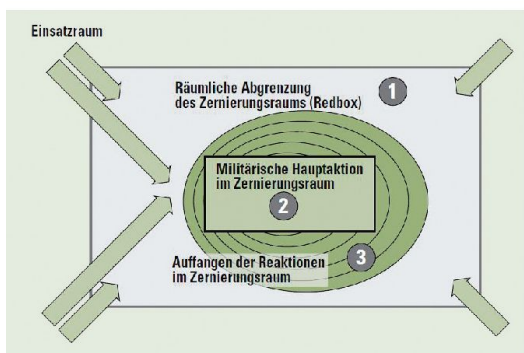 Einsatzraum
Räumliche Abgrenzung
des Zernierungsraums (Redbox)
1
Militärische Hauptaktion
im Zernierungsraum
2
Auffangen der Reaktionen
im Zernierungsraum
3